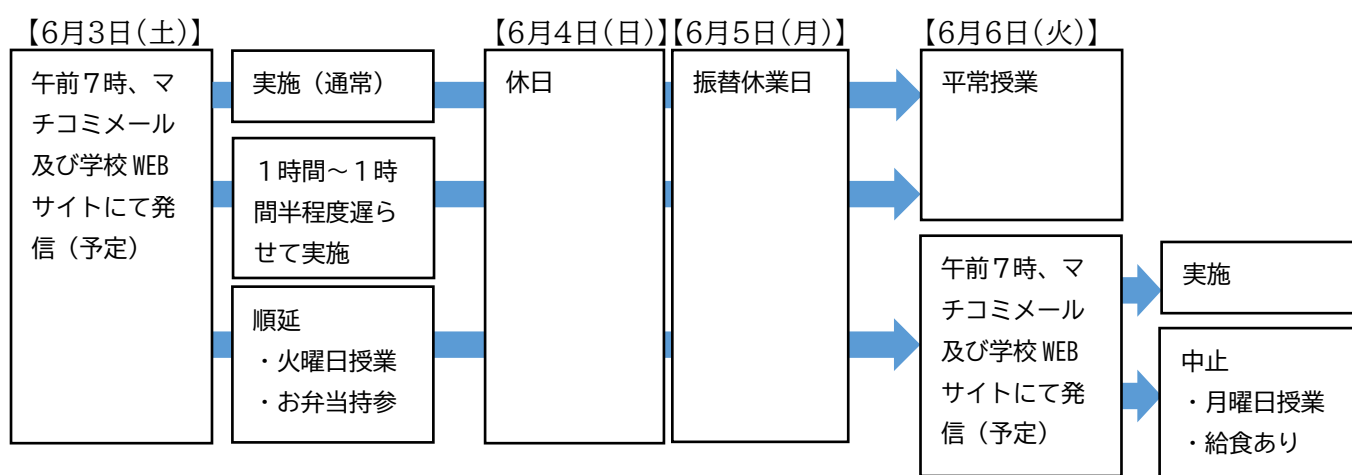 【6月3日(土)】
午前７時、マ
チコミメール
及び学校 WEB
サイトにて発
信（予定）
実施（通常）
１時間～１時
間半程度遅ら
せて実施
順延
・火曜日授業
・お弁当持参
【6月4日(日)】
休日
【6月5日(月)】
振替休業日
【6月6日(火)】
平常授業
午前７時、マ
チコミメール
及び学校 WEB
サイトにて発
信（予定）
実施
中止
・月曜日授業
・給食あり